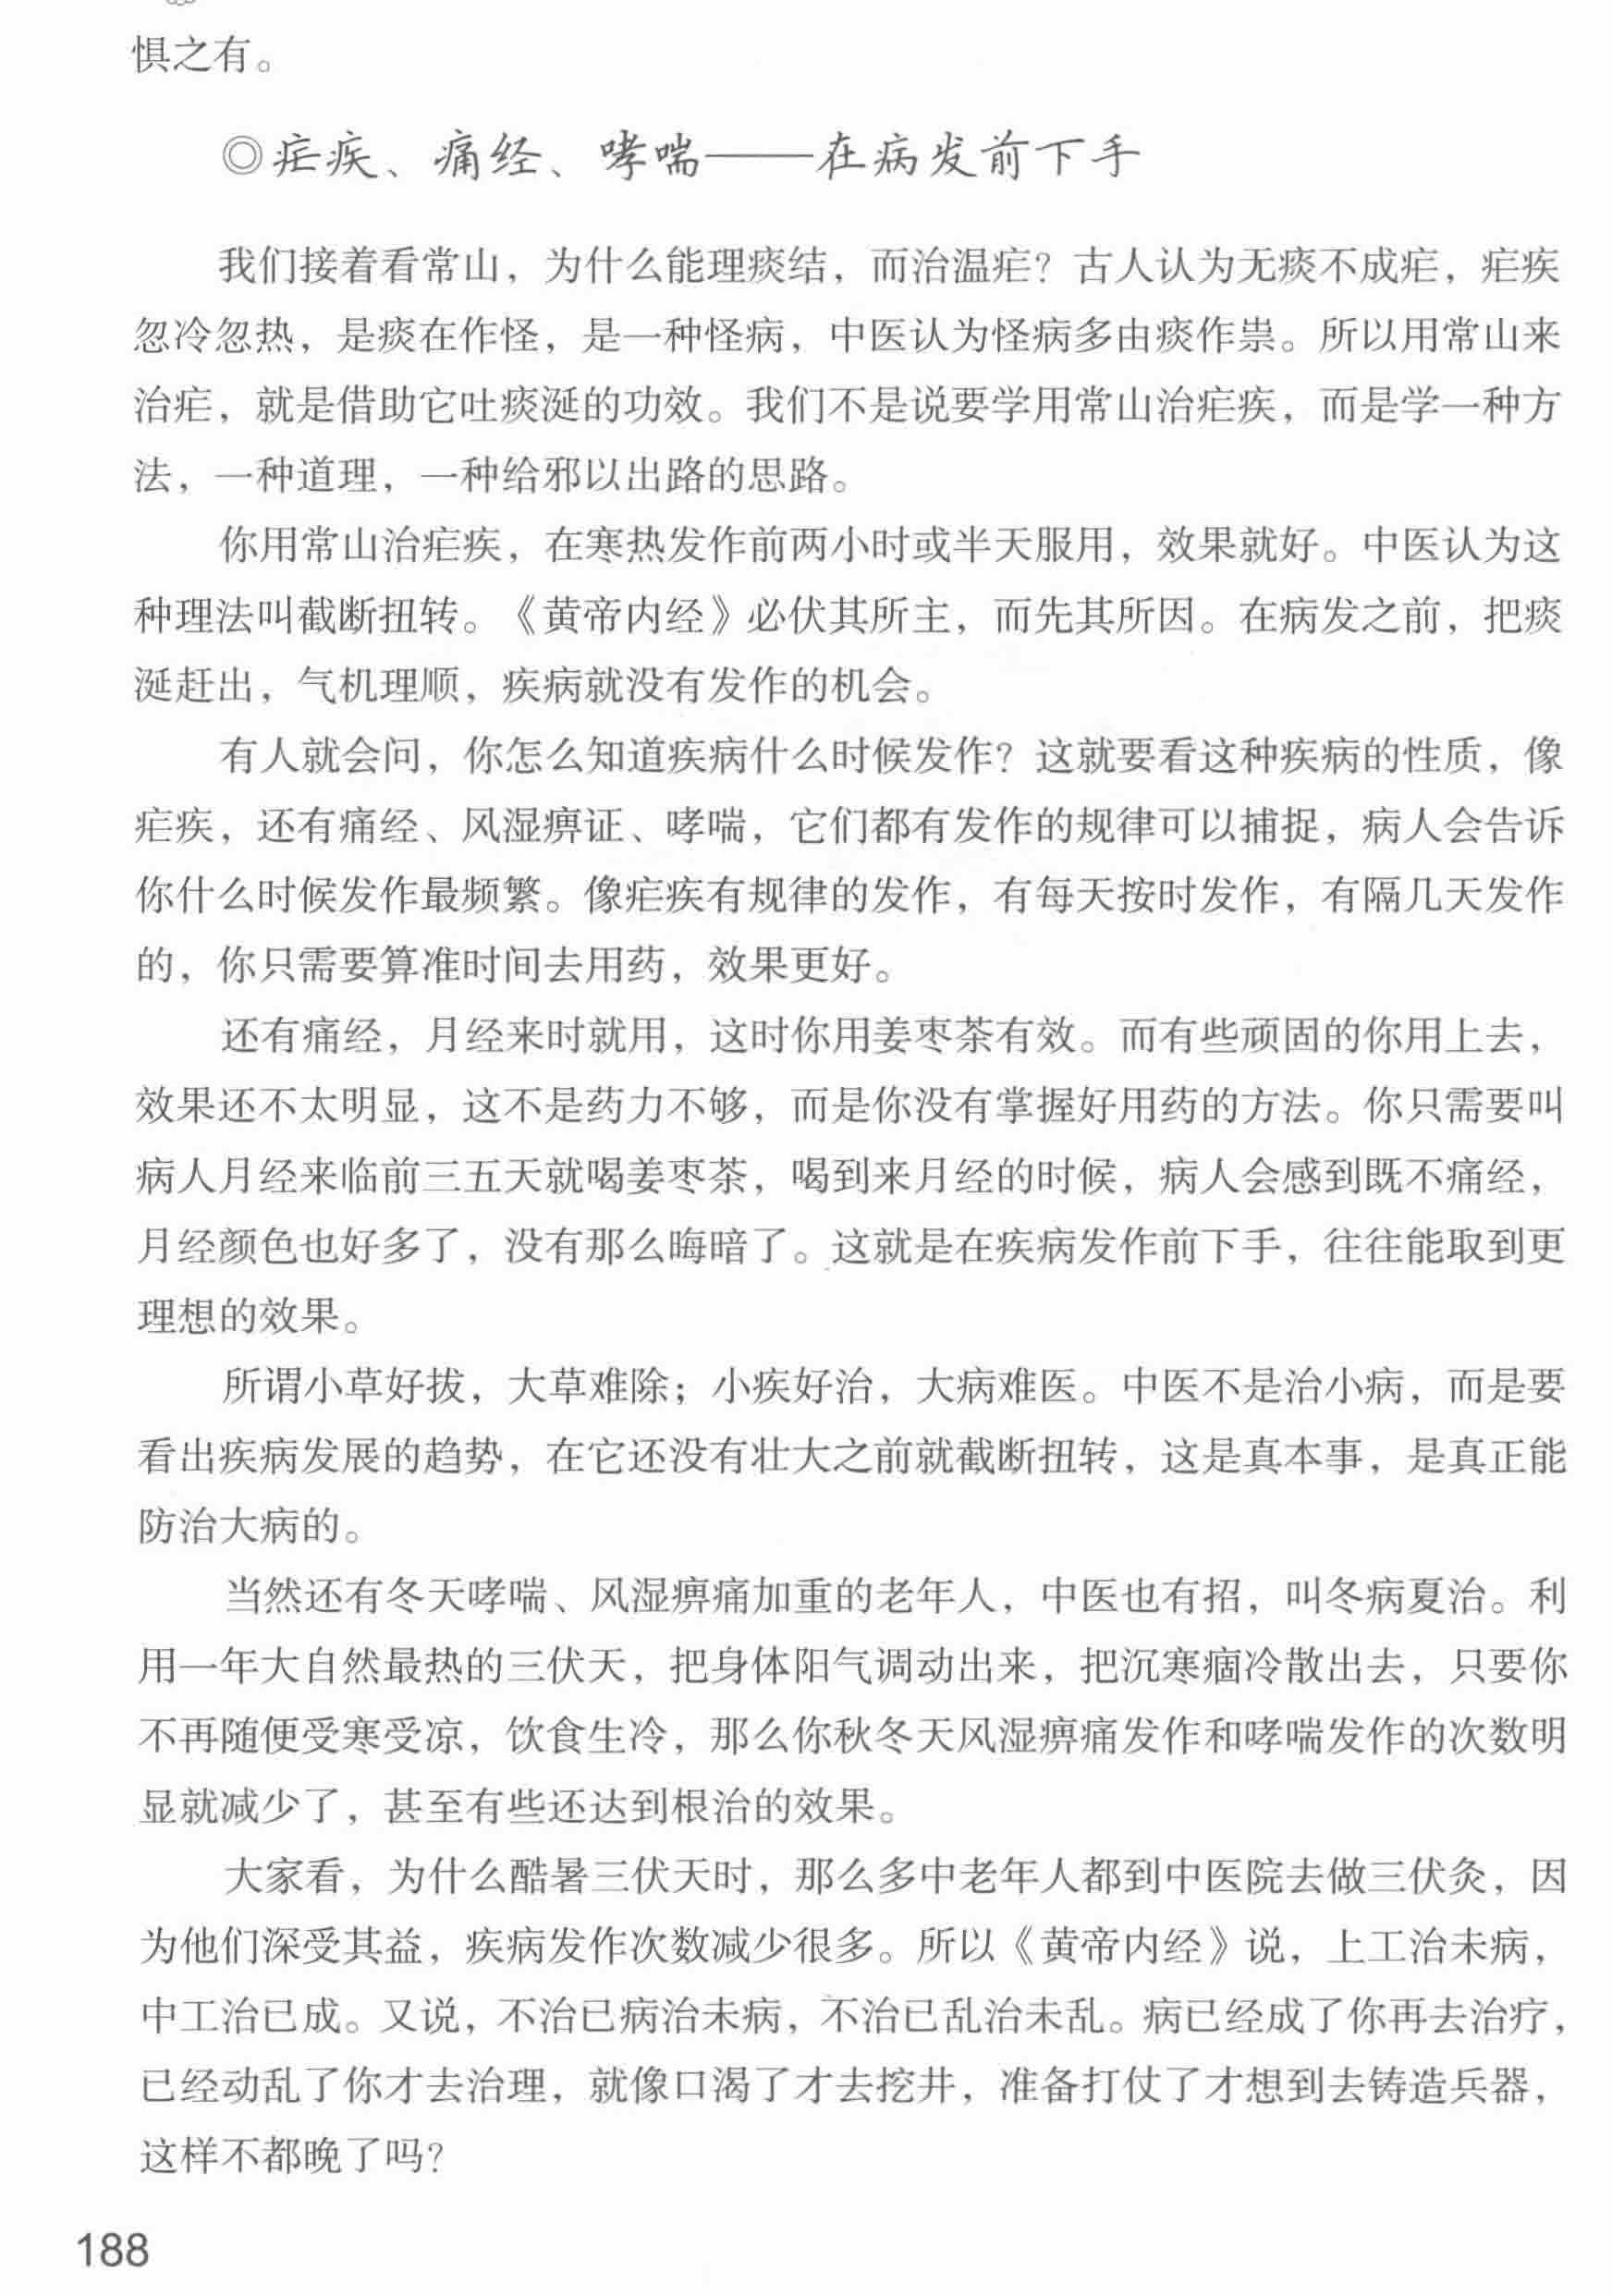 惧之有。
◎疟疾、痛经、哮喘——在病发前下手
我们接着看常山，为什么能理痰结，而治温疟？古人认为无痰不成疟，疟疾
忽冷忽热，是痰在作怪，是一种怪病，中医认为怪病多由痰作祟。所以用常山来
治疟，就是借助它吐痰涎的功效。我们不是说要学用常山治疟疾，而是学一种方
法，一种道理，一种给邪以出路的思路。
你用常山治疟疾，在寒热发作前两小时或半天服用，效果就好。中医认为这
种理法叫截断扭转。《黄帝内经》必伏其所主，而先其所因。在病发之前，把痰
涎赶出，气机理顺，疾病就没有发作的机会。
有人就会问，你怎么知道疾病什么时候发作？这就要看这种疾病的性质，像
疟疾，还有痛经、风湿痹证、哮喘，它们都有发作的规律可以捕捉，病人会告诉
你什么时候发作最频繁。像疟疾有规律的发作，有每天按时发作，有隔几天发作
的，你只需要算准时间去用药，效果更好。
还有痛经，月经来时就用，这时你用姜枣茶有效。而有些顽固的你用上去，
效果还不太明显，这不是药力不够，而是你没有掌握好用药的方法。你只需要叫
病人月经来临前三五天就喝姜枣茶，喝到来月经的时候，病人会感到既不痛经，
月经颜色也好多了，没有那么晦暗了。这就是在疾病发作前下手，往往能取到更
理想的效果。
所谓小草好拔，大草难除；小疾好治，大病难医。中医不是治小病，而是要
看出疾病发展的趋势，在它还没有壮大之前就截断扭转，这是真本事，是真正能
防治大病的。
当然还有冬天哮喘、风湿痹痛加重的老年人，中医也有招，叫冬病夏治。利
用一年大自然最热的三伏天，把身体阳气调动出来，把沉寒痼冷散出去，只要你
不再随便受寒受凉，饮食生冷，那么你秋冬天风湿痹痛发作和哮喘发作的次数明
显就减少了，甚至有些还达到根治的效果。
大家看，为什么酷暑三伏天时，那么多中老年人都到中医院去做三伏灸，因
为他们深受其益，疾病发作次数减少很多。所以《黄帝内经》说，上工治未病，
中工治已成。又说，不治已病治未病，不治已乱治未乱。病已经成了你再去治疗，
已经动乱了你才去治理，就像口渴了才去挖井，准备打仗了才想到去铸造兵器，
这样不都晚了吗？
188